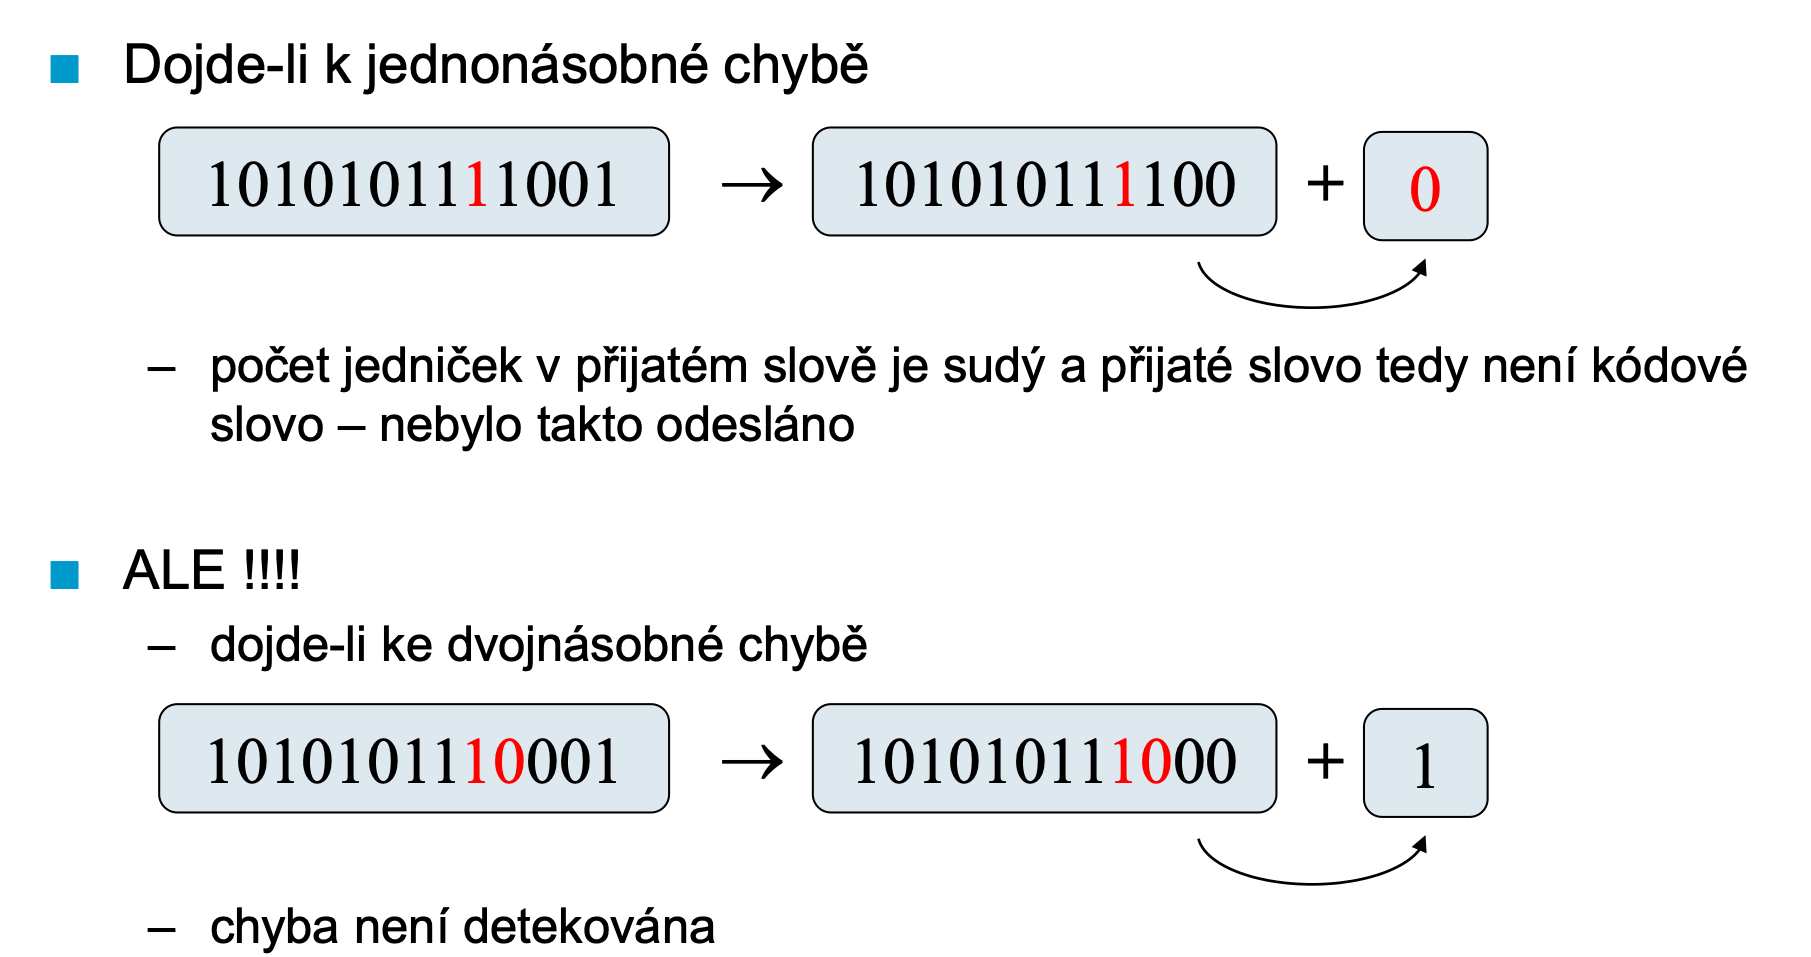 Dojde-li k jednonásobné chybě
1010101111001 → 101010111100 + 0
– počet jedniček v přijatém slově je sudý a přijaté slovo tedy není kódové
slovo – nebylo takto odesláno
ALE !!!!
– dojde-li ke dvojnásobné chybě
1010101110001 → 101010111000 + 1
– chyba není detekována